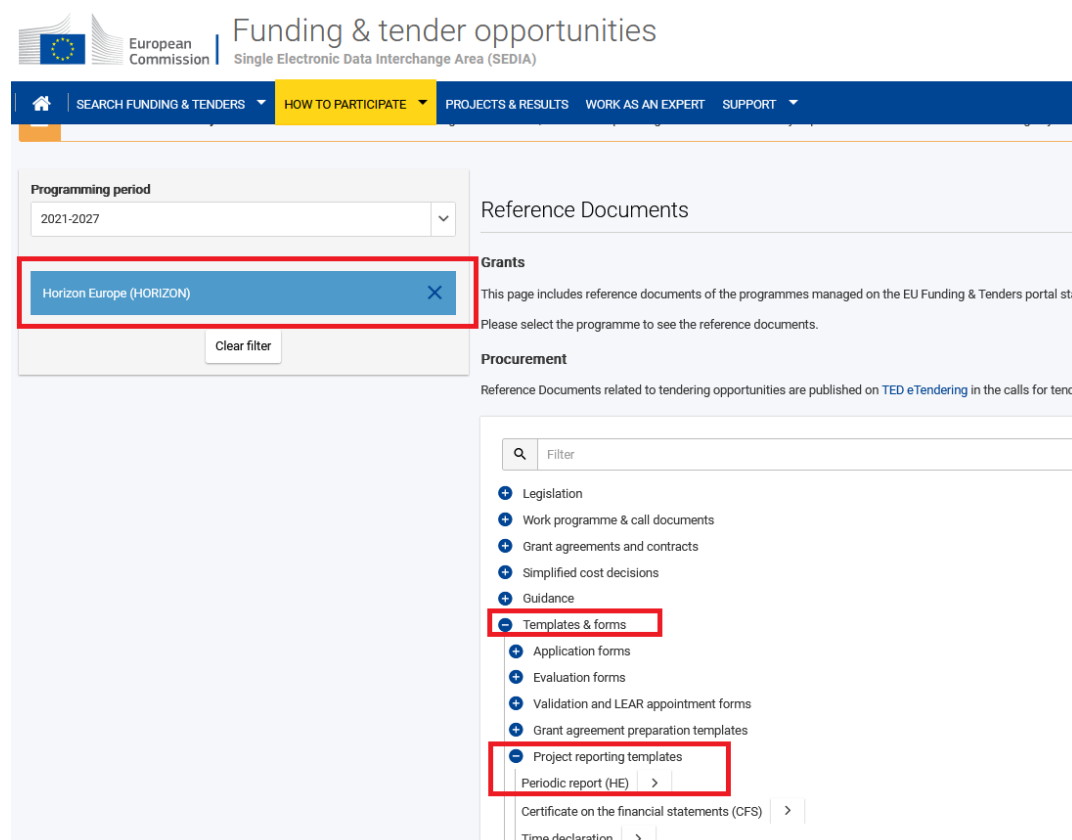 European
Commission
Funding & tender opportunities
Single Electronic Data Interchange Area (SEDIA)
SEARCH FUNDING & TENDERS
HOW TO PARTICIPATE
PROJECTS & RESULTS
WORK AS AN EXPERT
SUPPORT
Programming period
2021-2027
Horizon Europe (HORIZON)
Clear filter
Reference Documents
Grants
This page includes reference documents of the programmes managed on the EU Funding & Tenders portal
Please select the programme to see the reference documents.
Procurement
Reference Documents related to tendering opportunities are published on TED eTendering in the calls for
Filter
Legislation
Work programme & call documents
Grant agreements and contracts
Simplified cost decisions
Guidance
Templates & forms
Application forms
Evaluation forms
Validation and LEAR appointment forms
Grant agreement preparation templates
Project reporting templates
Periodic report (HE)
Certificate on the financial statements (CFS)
Time declaration